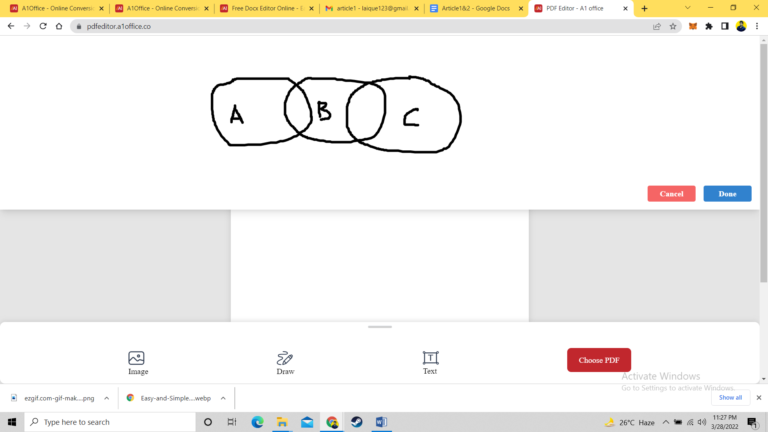 A1Office - Online Conversi
A1Office - Online Conversi
Free Docx Editor Online - E
article1 - laique123@gmail
Article1&2 - Google Docs
PDF Editor - A1 office
pdfeditor.a1office.co
A
B
C
Cancel
Done
Image
Draw
Text
Choose PDF
Activate Windows
Go to Settings to activate Windows.
ezgif.com-gif-mak....png
Easy-and-Simple....webp
Show all
Type here to search
26°C Haze
11:27 PM
3/28/2022